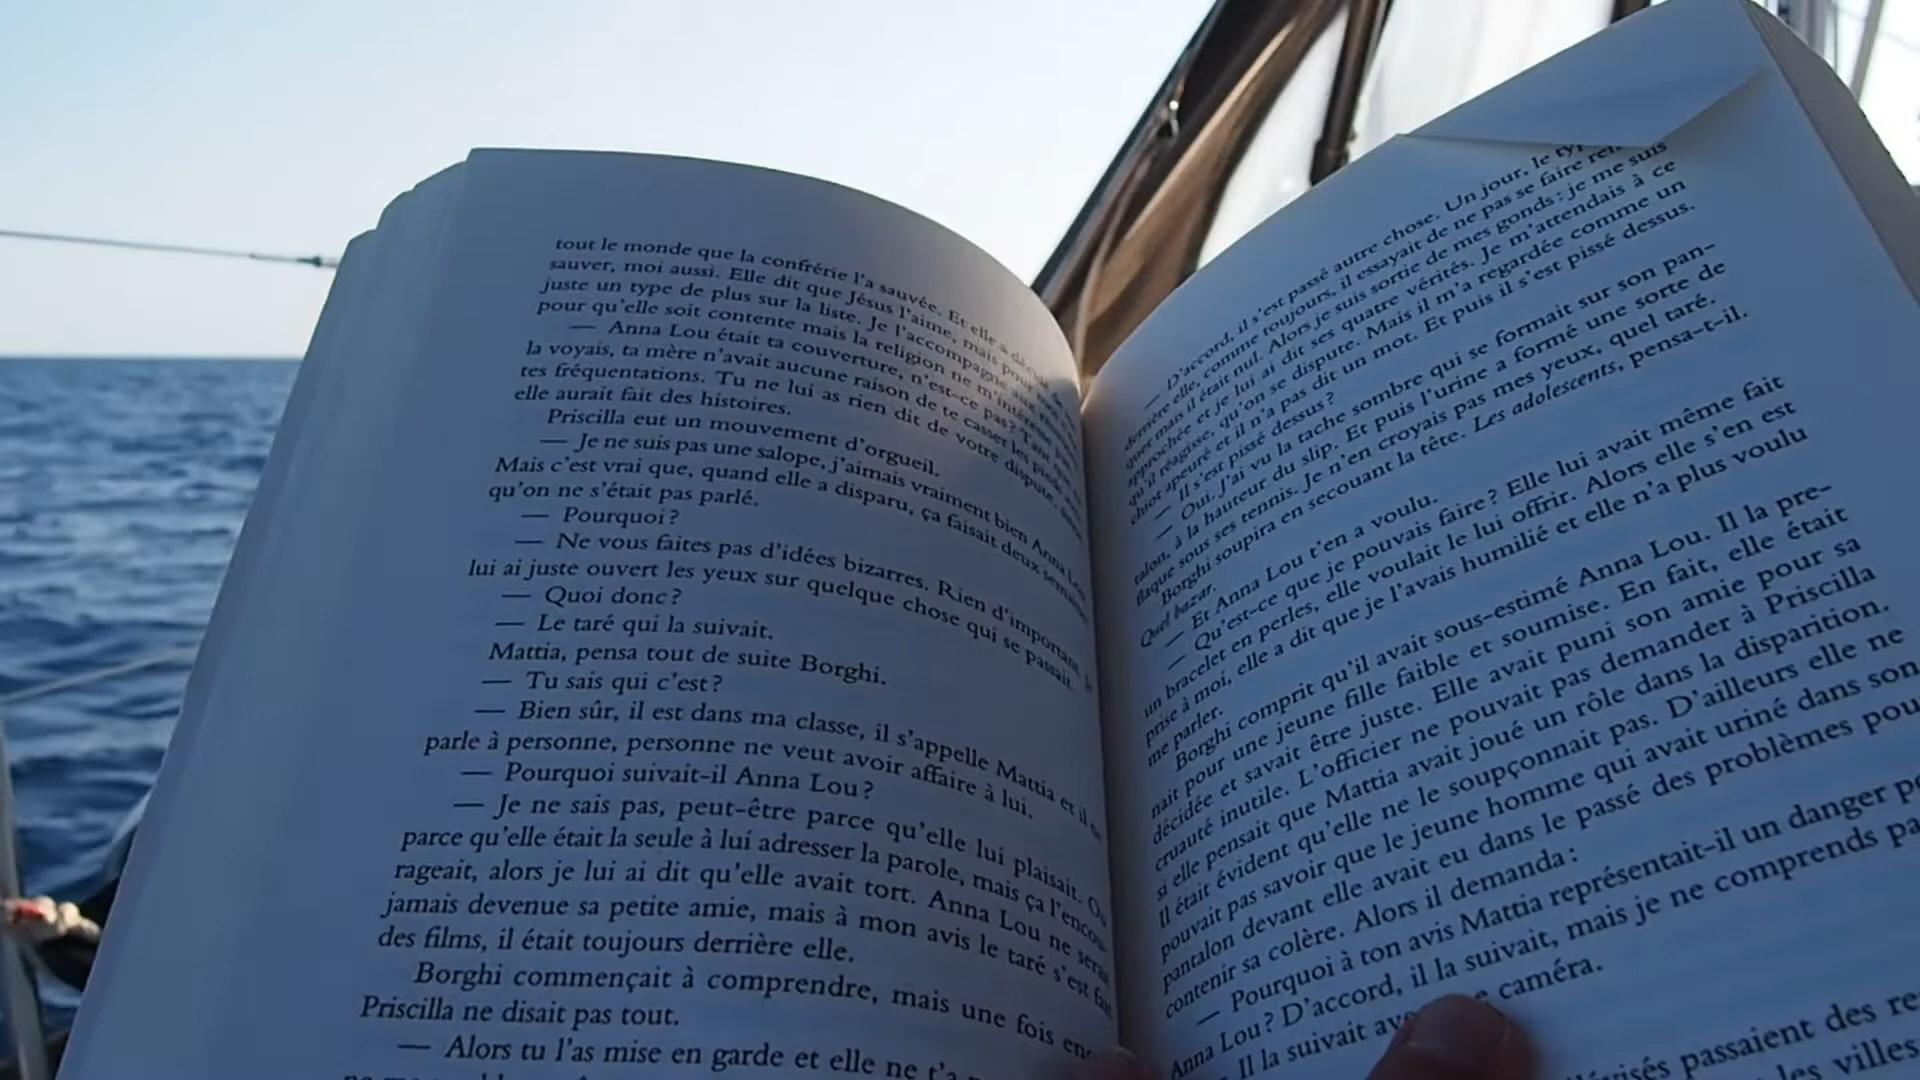 tout le monde que la confrérie l'a sauvée. Et elle a décidé
sauver, moi aussi. Elle dit que Jésus l'aime, mais pour
juste un type de plus sur la liste. Je l'accompagne aux
pour qu'elle soit contente mais la religion ne m'intéresse
— Anna Lou était ta couverture, n'est-ce pas? Tant
la voyais, ta mère n'avait aucune raison de te casser les pieds
tes fréquentations. Tu ne lui as rien dit de votre dispute,
elle aurait fait des histoires.
Priscilla eut un mouvement d'orgueil.
— Je ne suis pas une salope, j'aimais vraiment bien Anna
Mais c'est vrai que, quand elle a disparu, ça faisait deux
qu'on ne s'était pas parlé.
— Pourquoi?
— Ne vous faites pas d'idées bizarres. Rien d'important,
lui ai juste ouvert les yeux sur quelque chose qui se passait.
— Quoi donc?
— Le taré qui la suivait.
Mattia, pensa tout de suite Borghi.
— Tu sais qui c'est?
— Bien sûr, il est dans ma classe, il s'appelle Mattia et il
parle à personne, personne ne veut avoir affaire à lui.
— Pourquoi suivait-il Anna Lou?
— Je ne sais pas, peut-être parce qu'elle lui plaisait.
parce qu'elle était la seule à lui adresser la parole, mais ça l'encou-
rageait, alors je lui ai dit qu'elle avait tort. Anna Lou ne serait
jamais devenue sa petite amie, mais à mon avis le taré s'est fait
des films, il était toujours derrière elle.
Borghi commençait à comprendre, mais une fois
Priscilla ne disait pas tout.
— Alors tu l'as mise en garde et elle ne t'a
— D'accord, il s'est passé autre chose. Un jour, le
derrière elle, comme toujours, il essayait de ne pas se faire
quer mais il était nul. Alors je suis sortie de mes gonds: je me suis
approchée et je lui ai dit ses quatre vérités. Je m'attendais à ce
qu'il réagisse, qu'on se dispute. Mais il m'a regardée comme un
chiot apeuré et il n'a pas dit un mot. Et puis il s'est pissé dessus.
— Il s'est pissé dessus?
— Oui. J'ai vu la tache sombre qui se formait sur son pan-
talon, à la hauteur du slip. Et puis l'urine a formé une sorte de
flaque sous ses tennis. Je n'en croyais pas mes yeux, quel taré.
Borghi soupira en secouant la tête. Les adolescents, pensa-t-il.
Quel bazar.
— Et Anna Lou t'en a voulu.
— Qu'est-ce que je pouvais faire? Elle lui avait même fait
un bracelet en perles, elle voulait le lui offrir. Alors elle s'en est
prise à moi, elle a dit que je l'avais humilié et elle n'a plus voulu
me parler.
Borghi comprit qu'il avait sous-estimé Anna Lou. Il la pre-
nait pour une jeune fille faible et soumise. En fait, elle était
décidée et savait être juste. Elle avait puni son amie pour sa
cruauté inutile. L'officier ne pouvait pas demander à Priscilla
si elle pensait que Mattia avait joué un rôle dans la disparition.
Il était évident qu'elle ne le soupçonnait pas. D'ailleurs elle ne
pouvait pas savoir que le jeune homme qui avait uriné dans son
pantalon devant elle avait eu dans le passé des problèmes pour
contenir sa colère. Alors il demanda:
— Pourquoi à ton avis Mattia représentait-il un danger
Anna Lou? D'accord, il la suivait, mais je ne comprends
— Il la suivait caméra.
passaient des
les villes